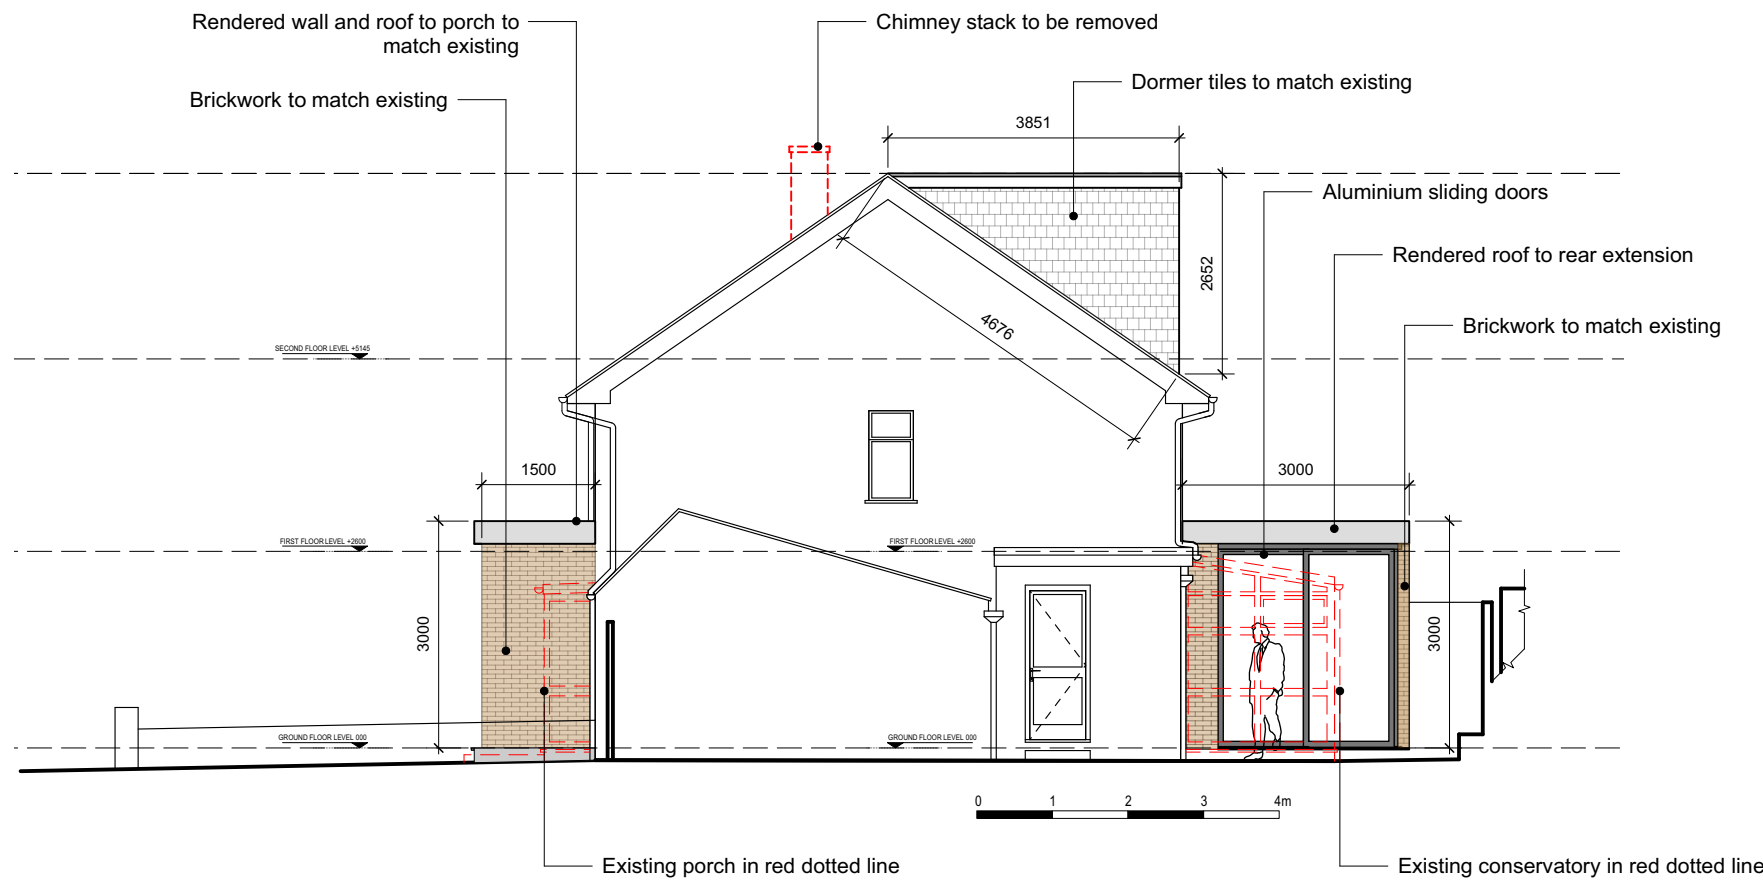 Rendered wall and roof to porch to
match existing
Chimney stack to be removed
Dormer tiles to match existing
Brickwork to match existing
3851
Aluminium sliding doors
Rendered roof to rear extension
2652
4676
Brickwork to match existing
SECOND FLOOR LEVEL +5145
1500
3000
FIRST FLOOR LEVEL +2600
FIRST FLOOR LEVEL +2600
3000
3000
GROUND FLOOR LEVEL 000
GROUND FLOOR LEVEL 000
0 1 2 3 4m
Existing porch in red dotted line
Existing conservatory in red dotted line